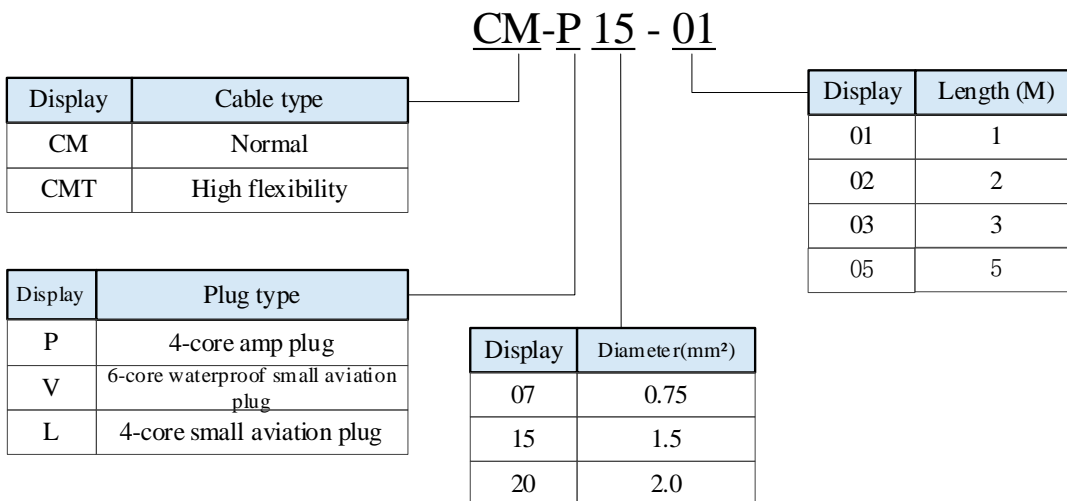 CM-P 15 - 01
Display Cable type
CM Normal
CMT High flexibility
Display Length (M)
01 1
02 2
03 3
05 5
Display Plug type
P 4-core amp plug
V 6-core waterproof small aviation
plug
L 4-core small aviation plug
Display Diameter(mm²)
07 0.75
15 1.5
20 2.0